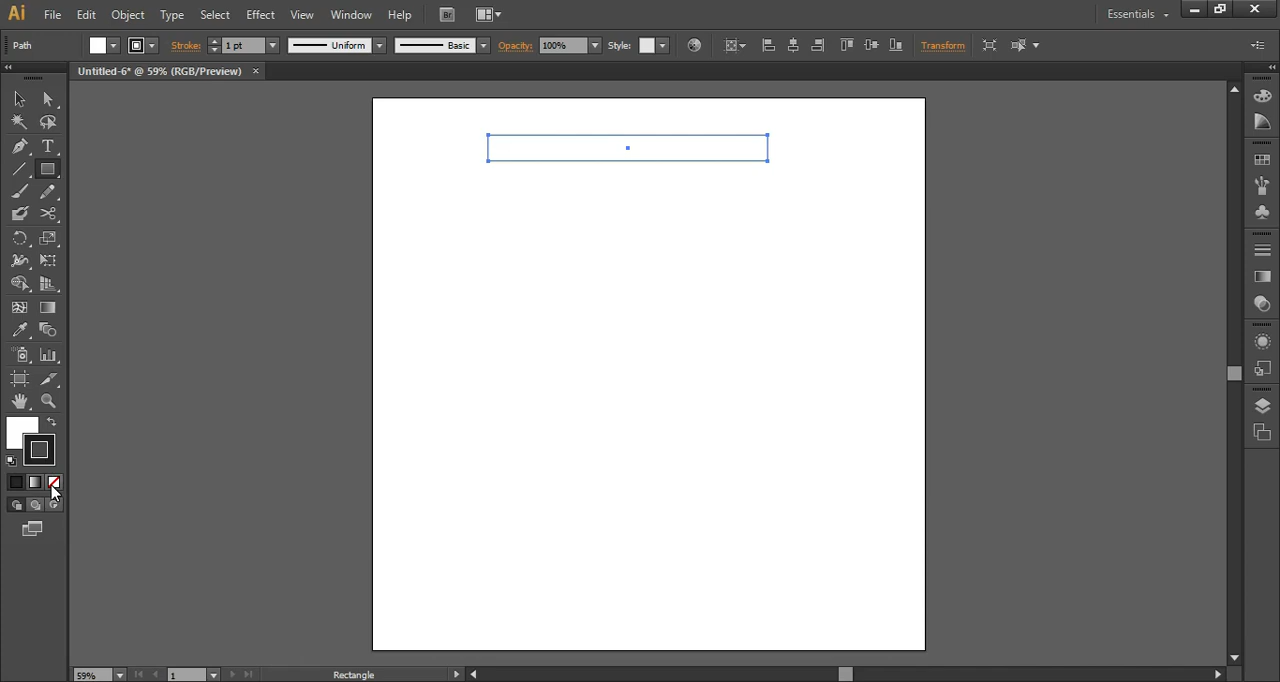 Ai File Edit Object Type Select Effect View Window Help Br Essentials
Path Stroke: 1 pt Uniform Basic Opacity: 100% Style: Transform
Untitled-6* @ 59% (RGB/Preview) ×
T
59% 1 Rectangle